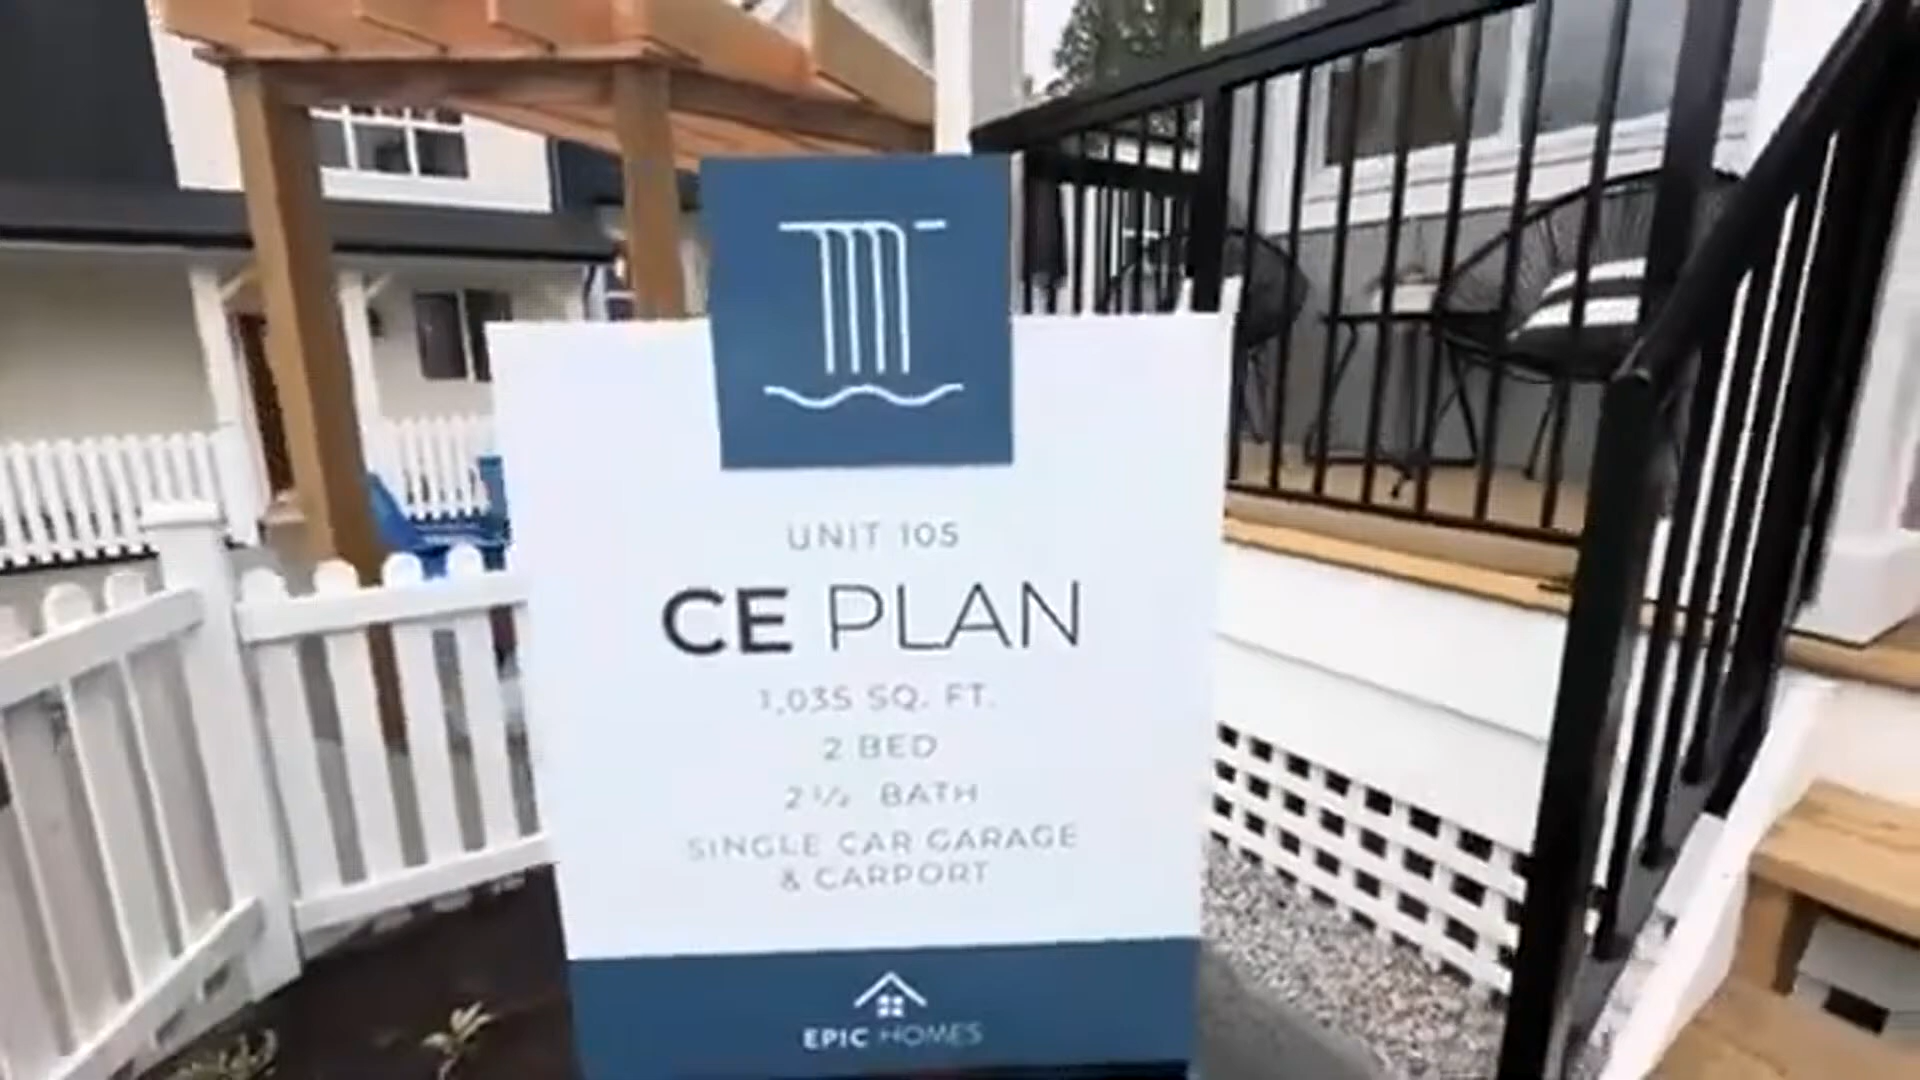 UNIT 105
CE PLAN
1,035 SQ. FT.
2 BED
2 ½ BATH
SINGLE CAR GARAGE
& CARPORT
EPIC HOMES